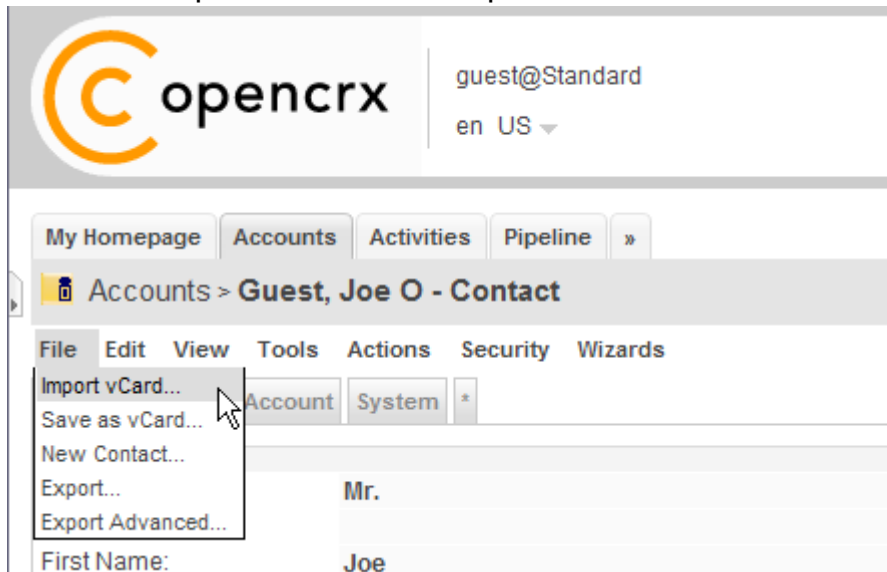 opencrx
guest@Standard
en US
My Homepage Accounts Activities Pipeline »
Accounts > Guest, Joe O - Contact
File Edit View Tools Actions Security Wizards
Import vCard...
Account System *
Save as vCard...
New Contact...
Export...
Mr.
Export Advanced...
First Name:
Joe